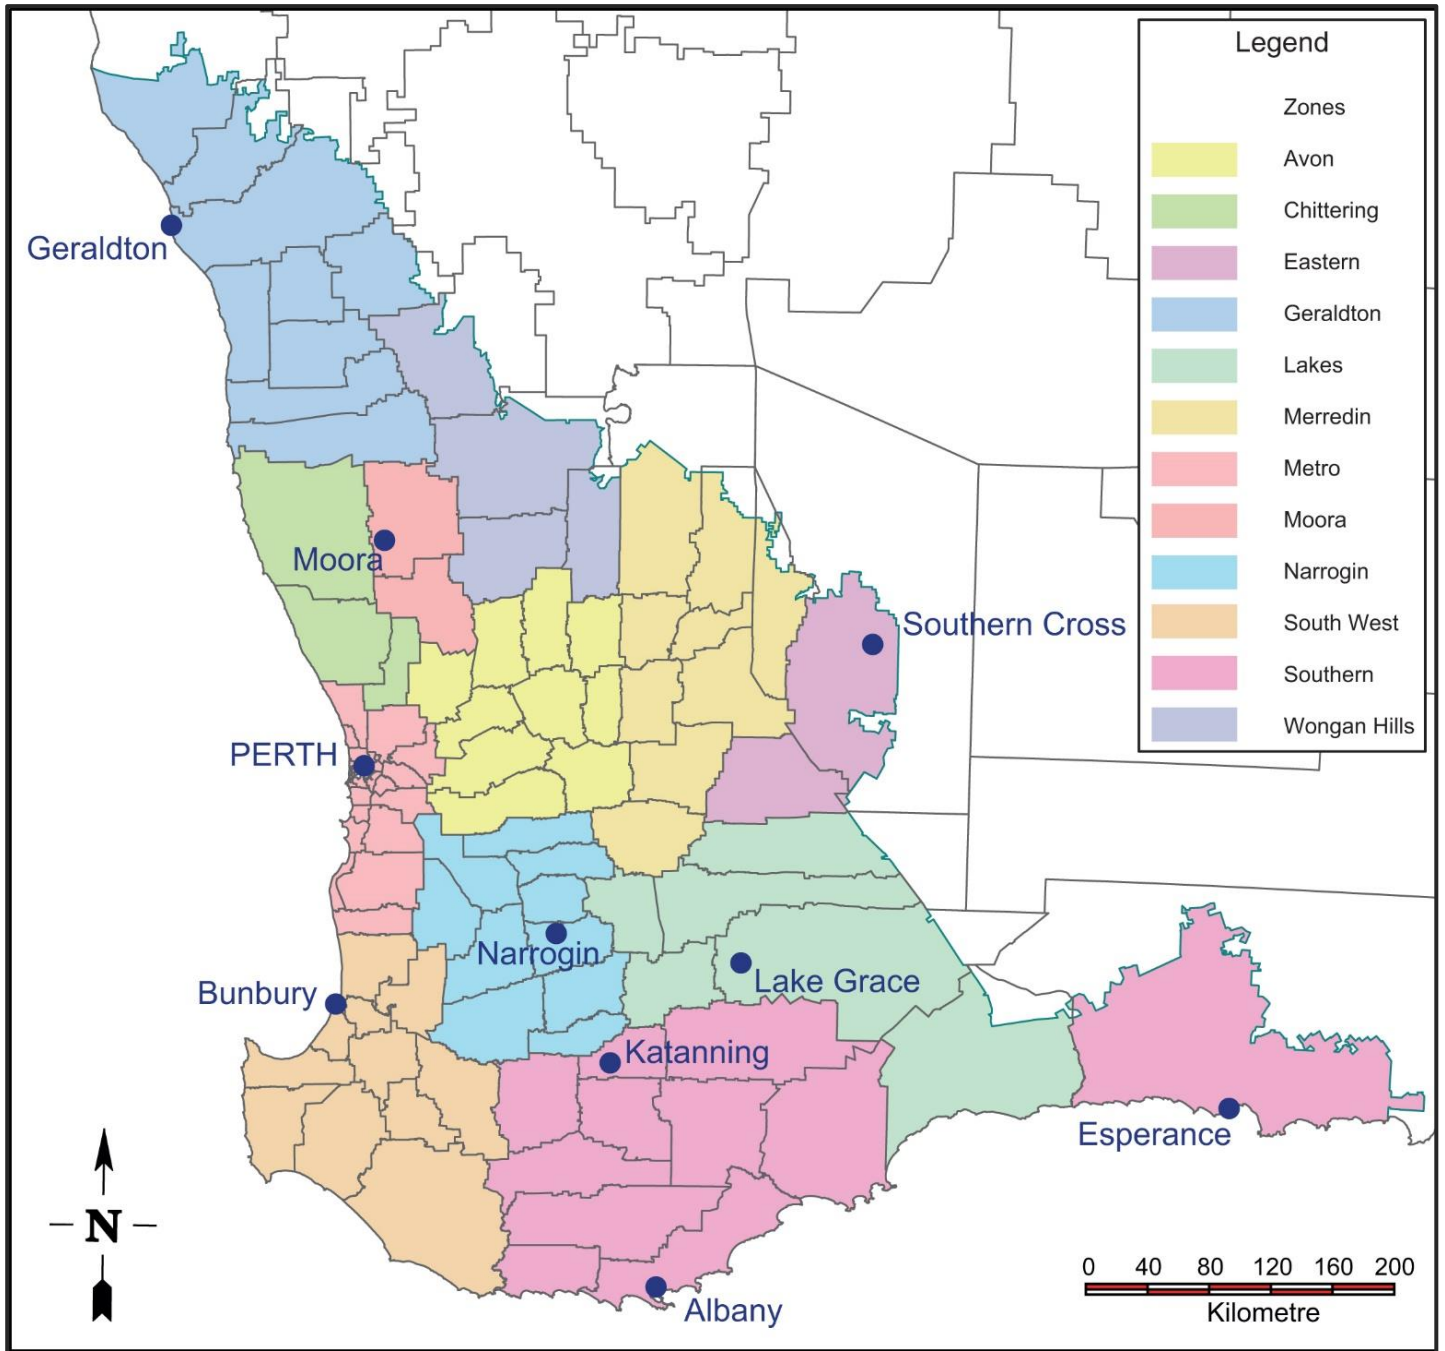 Legend
Zones
Avon
Chittering
Eastern
Geraldton
Lakes
Merredin
Metro
Moora
Narrogin
South West
Southern
Wongan Hills
Geraldton
Moora
Southern Cross
PERTH
Narrogin
Lake Grace
Bunbury
Katanning
Esperance
Albany
N
0 40 80 120 160 200
Kilometre